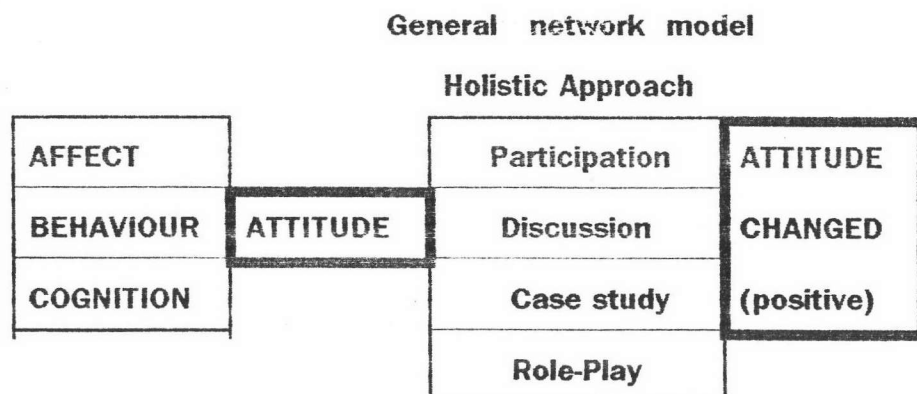 General network model
Holistic Approach
AFFECT Participation ATTITUDE
BEHAVIOUR ATTITUDE Discussion CHANGED
COGNITION Case study (positive)
Role-Play